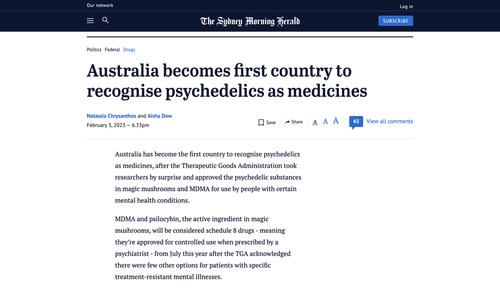 Our network
Log in
The Sydney Morning Herald
SUBSCRIBE
Politics Federal Drugs
Australia becomes first country to
recognise psychedelics as medicines
Natassia Chrysanthos and Aisha Dow
February 3, 2023 — 6.33pm
Save
Share
A A A
43
View all comments
Australia has become the first country to recognise psychedelics
as medicines, after the Therapeutic Goods Administration took
researchers by surprise and approved the psychedelic substances
in magic mushrooms and MDMA for use by people with certain
mental health conditions.
MDMA and psilocybin, the active ingredient in magic
mushrooms, will be considered schedule 8 drugs - meaning
they're approved for controlled use when prescribed by a
psychiatrist - from July this year after the TGA acknowledged
there were few other options for patients with specific
treatment-resistant mental illnesses.